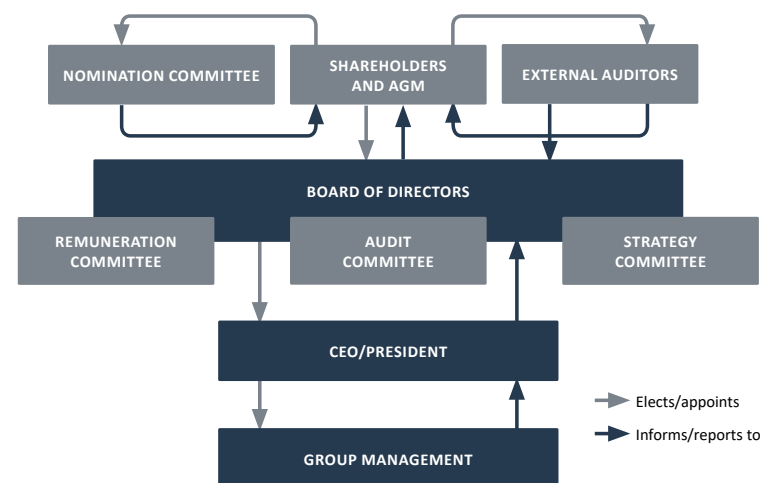 NOMINATION COMMITTEE
SHAREHOLDERS
AND AGM
EXTERNAL AUDITORS
BOARD OF DIRECTORS
REMUNERATION
COMMITTEE
AUDIT
COMMITTEE
STRATEGY
COMMITTEE
CEO/PRESIDENT
Elects/appoints
Informs/reports to
GROUP MANAGEMENT